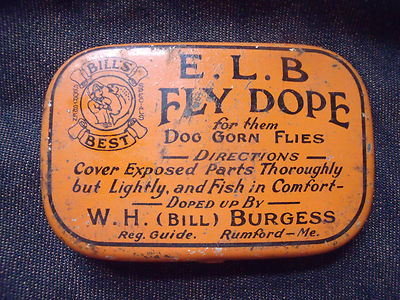 BILL'S
BEST
E. L. B
FLY DOPE
for them
DOG GORN FLIES
DIRECTIONS
Cover Exposed Parts Thoroughly
but Lightly, and Fish in Comfort-
DOPED UP BY
W. H. (BILL) BURGESS
Reg. Guide. Rumford-Me.